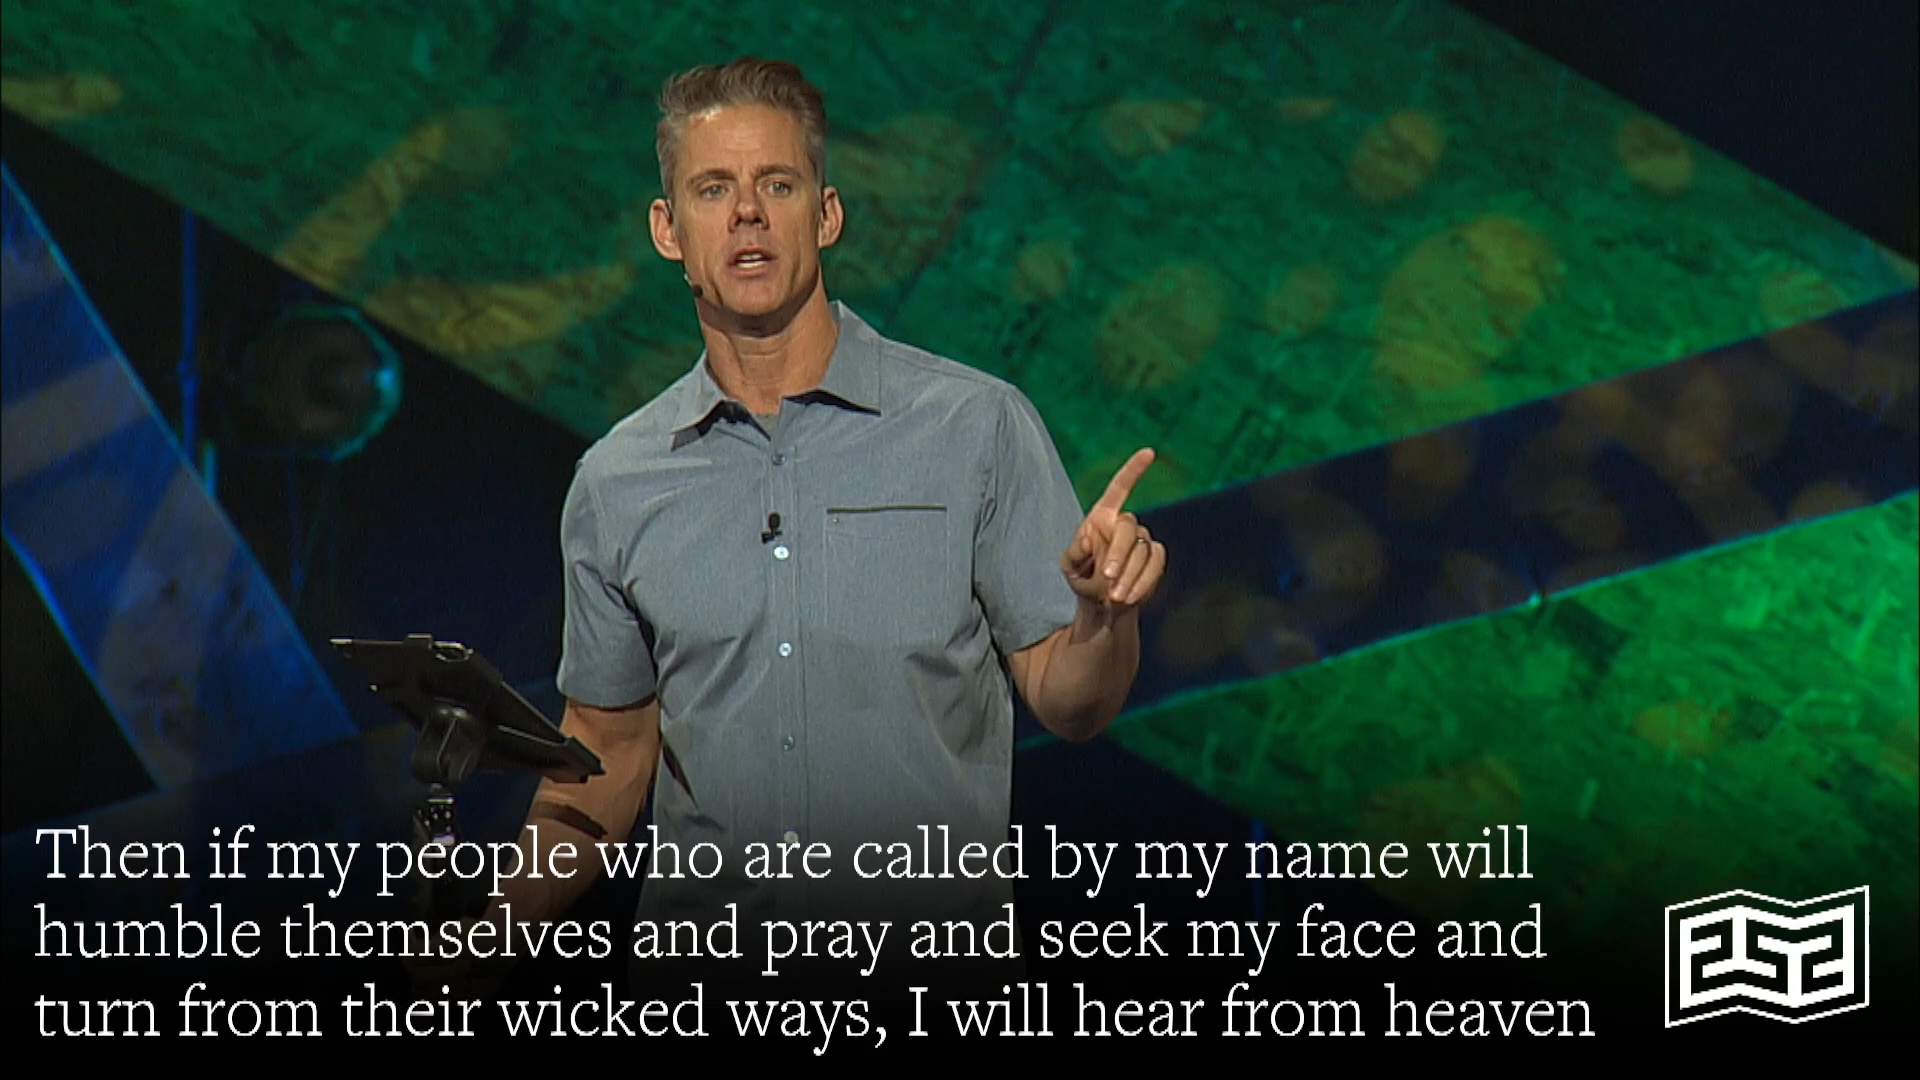 Then if my people who are called by my name will
humble themselves and pray and seek my face and
turn from their wicked ways, I will hear from heaven